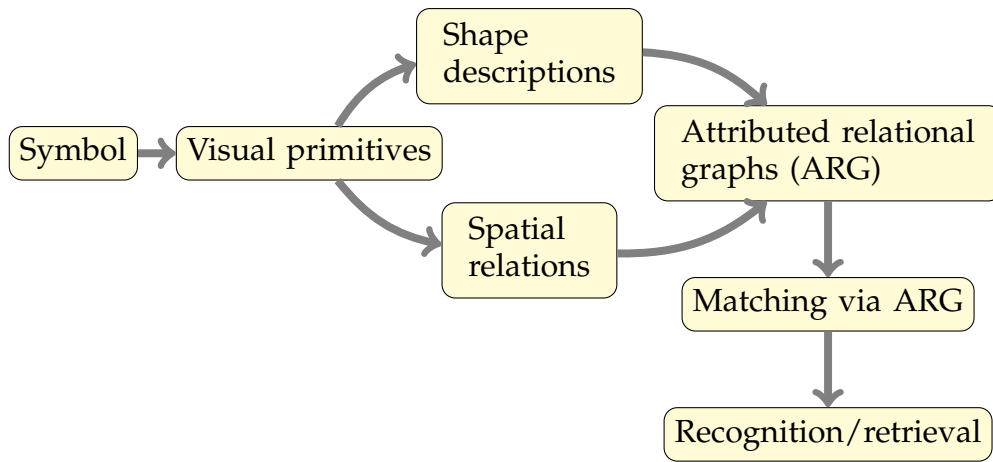 Symbol
Visual primitives
Shape
descriptions
Spatial
relations
Attributed relational
graphs (ARG)
Matching via ARG
Recognition/retrieval